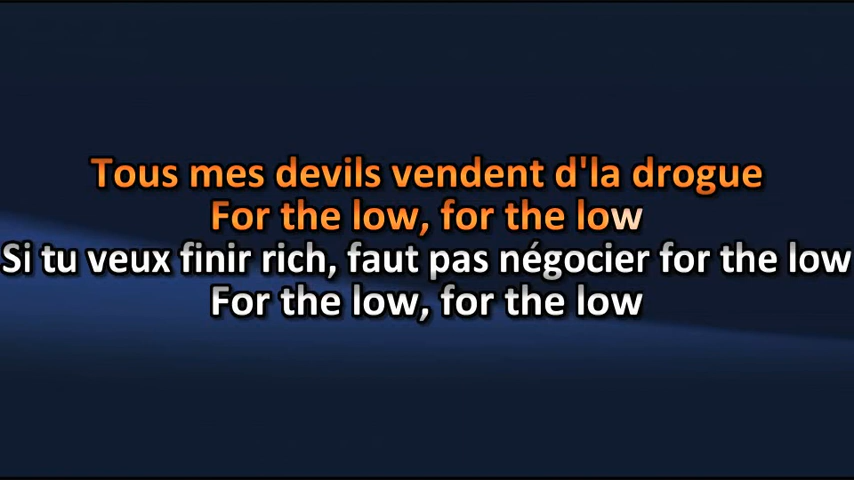 Tous mes devils vendent d'la drogue
For the low, for the low
Si tu veux finir rich, faut pas négocier for the low
For the low, for the low